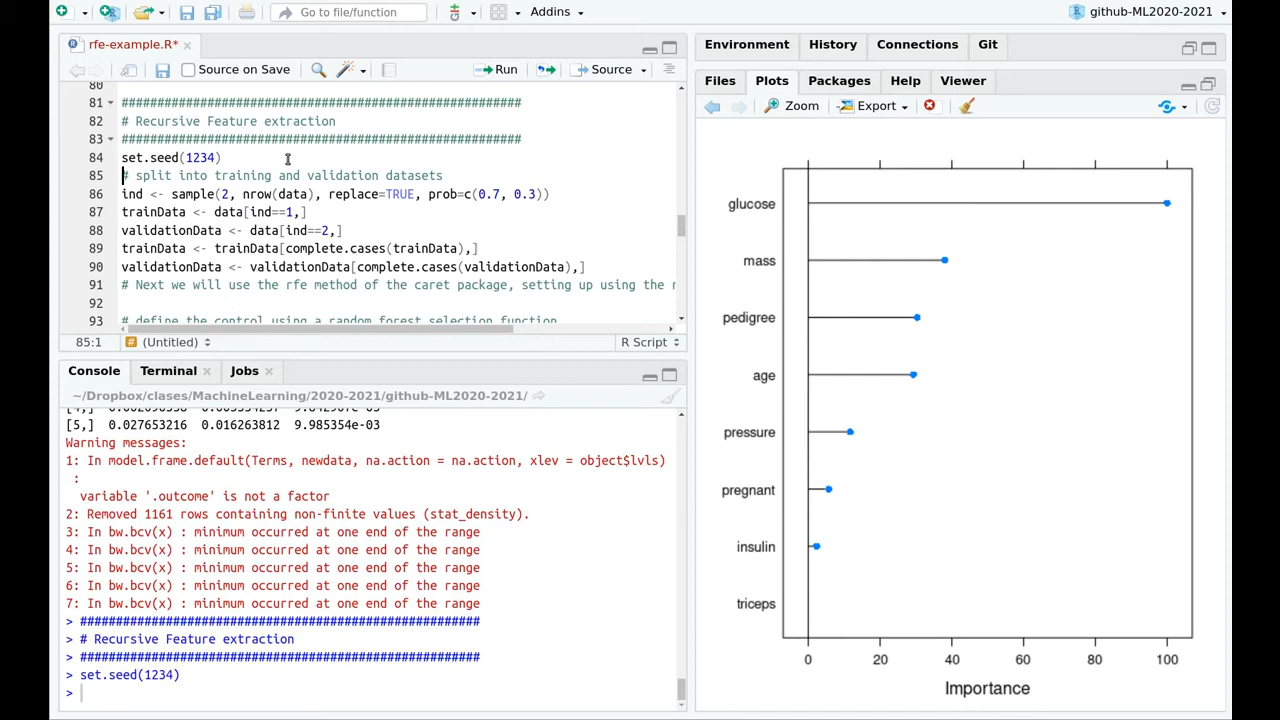 Go to file/function
Addins
github-ML2020-2021
rfe-example.R*
Source on Save
Run
Source
80
81 ########################################################
82 # Recursive Feature extraction
83 ########################################################
84 set.seed(1234)
85 # split into training and validation datasets
86 ind <- sample(2, nrow(data), replace=TRUE, prob=c(0.7, 0.3))
87 trainData <- data[ind==1,]
88 validationData <- data[ind==2,]
89 trainData <- trainData[complete.cases(trainData),]
90 validationData <- validationData[complete.cases(validationData),]
91 # Next we will use the rfe method of the caret package, setting up using the r
92
93 # define the control using a random forest selection function
85:1
# (Untitled)
R Script
Console
Terminal
Jobs
~/Dropbox/clases/MachineLearning/2020-2021/github-ML2020-2021/
[5,] 0.027653216 0.016263812 9.985354e-03
Warning messages:
1: In model.frame.default(Terms, newdata, na.action = na.action, xlev = object$lvls)
:
variable '.outcome' is not a factor
2: Removed 1161 rows containing non-finite values (stat_density).
3: In bw.bcv(x) : minimum occurred at one end of the range
4: In bw.bcv(x) : minimum occurred at one end of the range
5: In bw.bcv(x) : minimum occurred at one end of the range
6: In bw.bcv(x) : minimum occurred at one end of the range
7: In bw.bcv(x) : minimum occurred at one end of the range
> ########################################################
> # Recursive Feature extraction
> ########################################################
> set.seed(1234)
>
Environment
History
Connections
Git
Files
Plots
Packages
Help
Viewer
Zoom
Export
glucose
mass
pedigree
age
pressure
pregnant
insulin
triceps
0 20 40 60 80 100
Importance